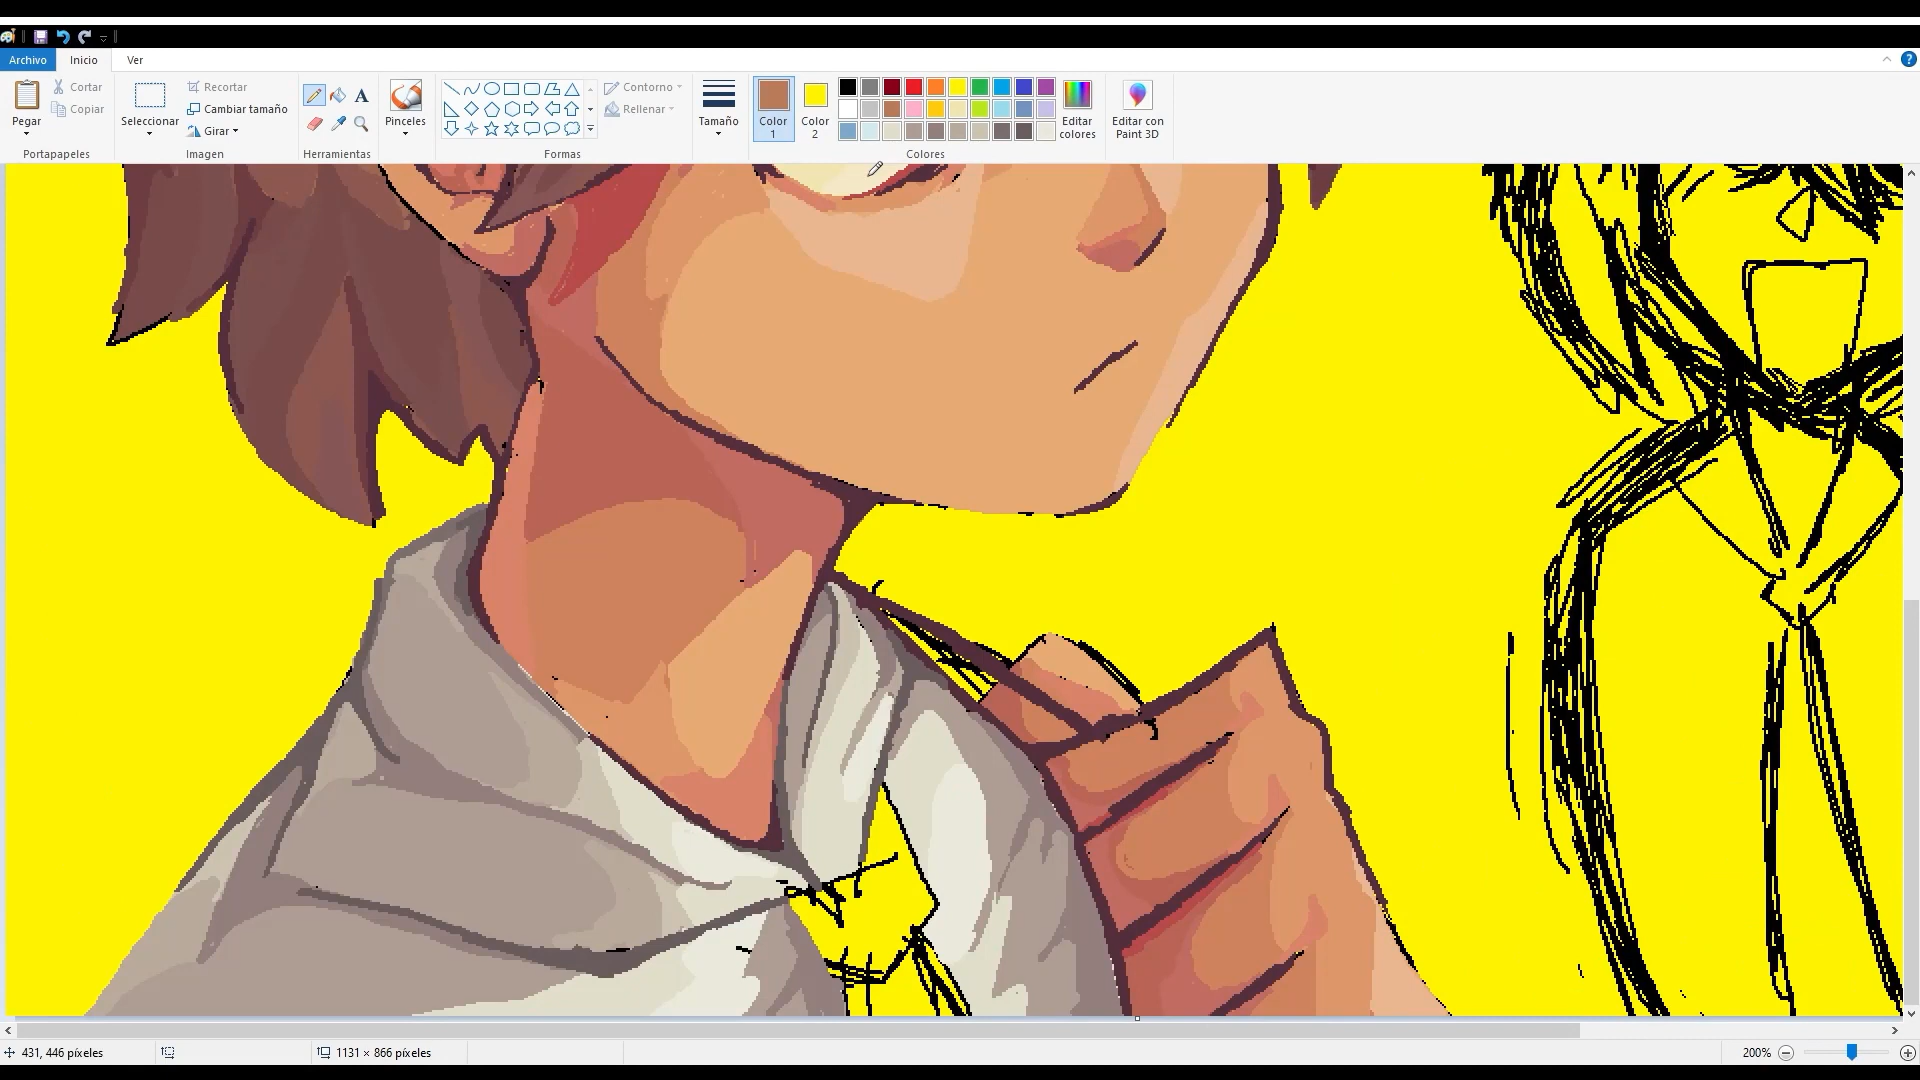 Archivo Inicio Ver
Pegar
Cortar
Copiar
Portapapeles
Seleccionar
Recortar
Cambiar tamaño
Girar
Imagen
A
Herramientas
Pinceles
Contorno
Rellenar
Formas
Tamaño
Color
1
Color
2
Editar
colores
Colores
Editar con
Paint 3D
?
431, 446 píxeles
1131 × 866 píxeles
200%